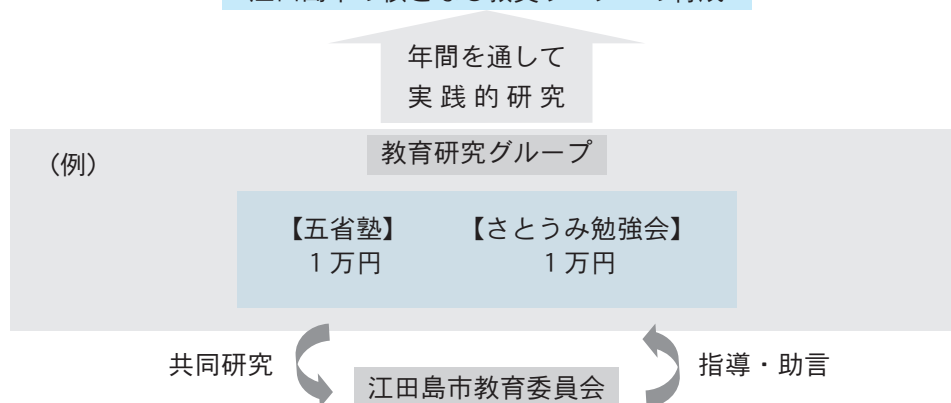 年間を通して
実践的研究
教育研究グループ
（例）
【五省塾】 【さとうみ勉強会】
１万円 １万円
共同研究
指導・助言
江田島市教育委員会